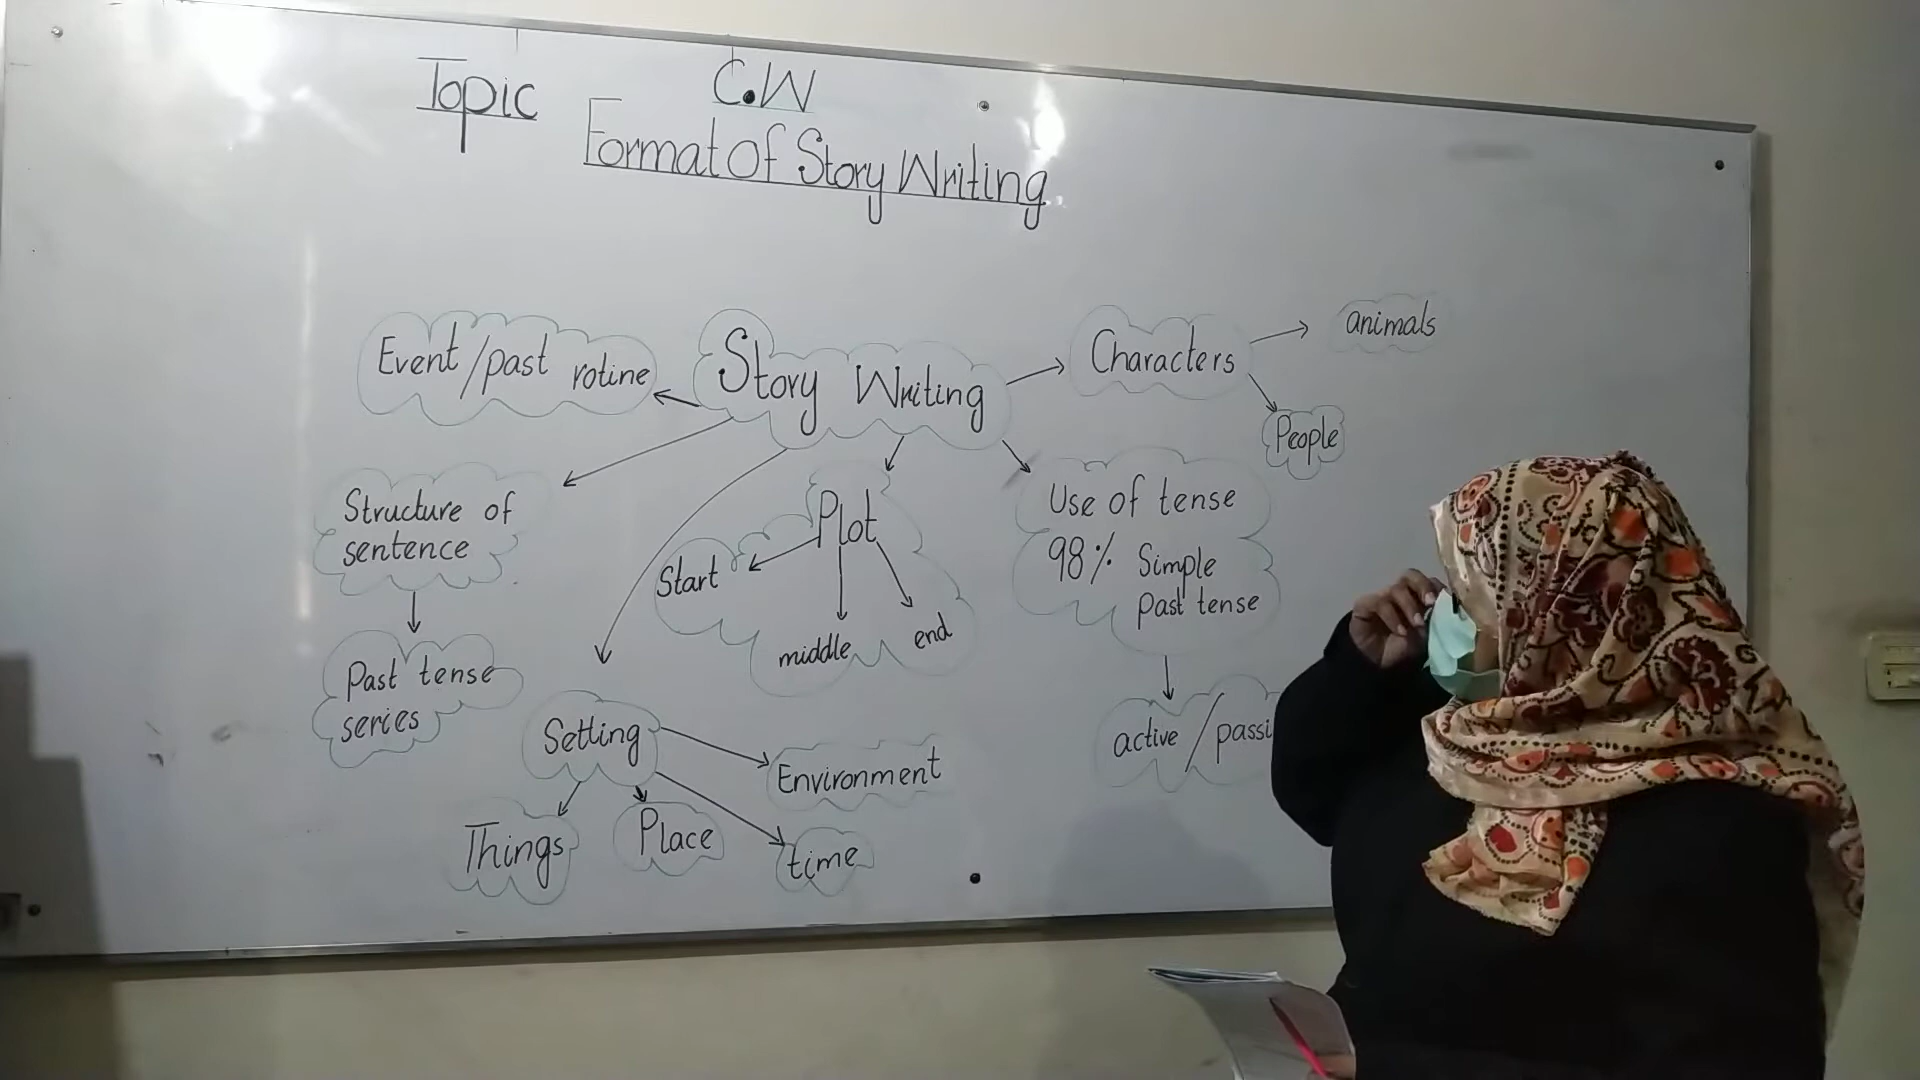 C.W
Topic
Format Of Story Writing
Event/past rotine
Story Writing
Characters
animals
People
Structure of
sentence
Past tense
series
Plot
Start
middle
end
Use of tense
98% Simple
Past tense
active/passi
Setting
Environment
Things
Place
time